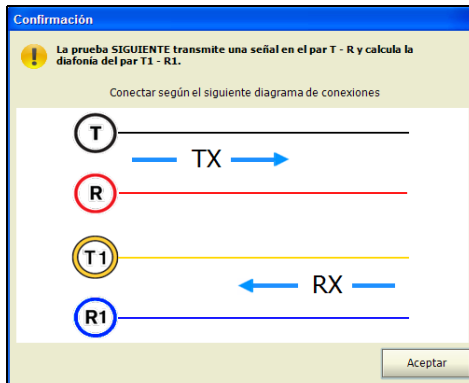 Confirmación
La prueba SIGUIENTE transmite una señal en el par T - R y calcula la
diafonía del par T1 - R1.
Conectar según el siguiente diagrama de conexiones
T
TX
R
T1
RX
R1
Aceptar